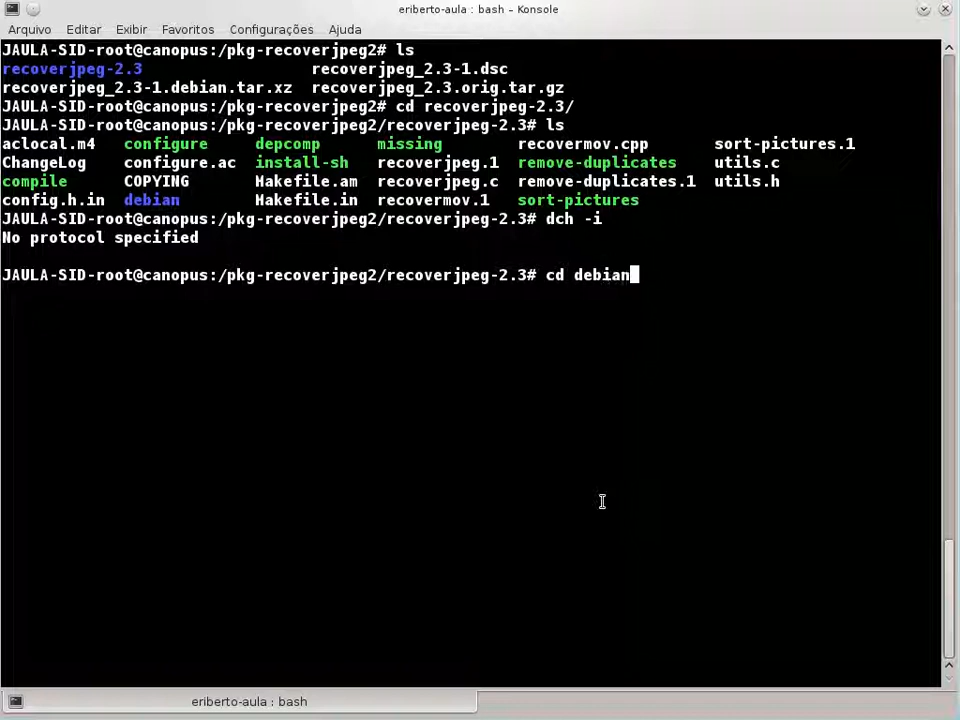 eriberto-aula : bash – Konsole
Arquivo Editar Exibir Favoritos Configurações Ajuda
JAULA-SID-root@canopus:/pkg-recoverjpeg2# ls
recoverjpeg-2.3 recoverjpeg_2.3-1.dsc
recoverjpeg_2.3-1.debian.tar.xz recoverjpeg_2.3.orig.tar.gz
JAULA-SID-root@canopus:/pkg-recoverjpeg2# cd recoverjpeg-2.3/
JAULA-SID-root@canopus:/pkg-recoverjpeg2/recoverjpeg-2.3# ls
aclocal.m4 configure depcomp missing recovermov.cpp sort-pictures.1
ChangeLog configure.ac install-sh recoverjpeg.1 remove-duplicates utils.c
compile COPYING Makefile.am recoverjpeg.c remove-duplicates.1 utils.h
config.h.in debian Makefile.in recovermov.1 sort-pictures
JAULA-SID-root@canopus:/pkg-recoverjpeg2/recoverjpeg-2.3# dch -i
No protocol specified
JAULA-SID-root@canopus:/pkg-recoverjpeg2/recoverjpeg-2.3# cd debian
eriberto-aula : bash